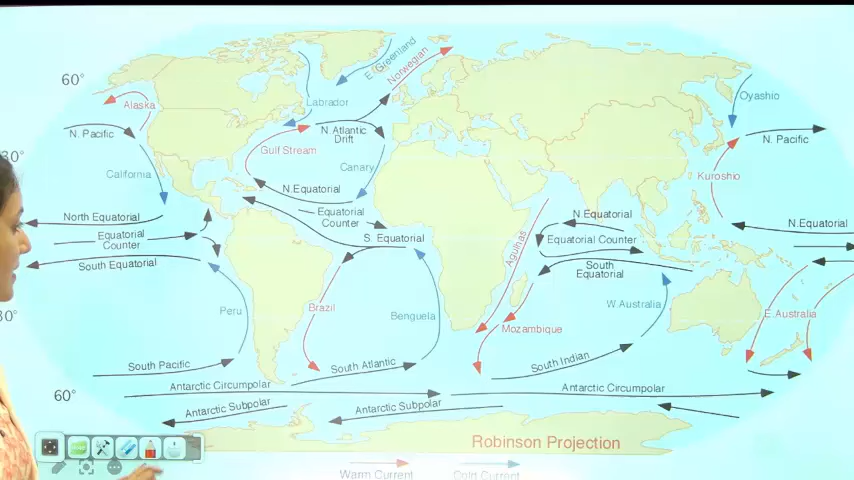 60°
E. Greenland
Norwegian
Alaska
Labrador
Oyashio
N. Pacific
N. Atlantic
Drift
N. Pacific
30°
Gulf Stream
California
Canary
Kuroshio
N.Equatorial
North Equatorial
Equatorial
Counter
N.Equatorial
N.Equatorial
Equatorial
Counter
S. Equatorial
Agulhas
Equatorial Counter
South Equatorial
South
Equatorial
Peru
Brazil
Benguela
W. Australia
E.Australia
30°
Mozambique
South Pacific
South Atlantic
South Indian
60°
Antarctic Circumpolar
Antarctic Circumpolar
Antarctic Subpolar
Antarctic Subpolar
Robinson Projection
Warm Current
Cold Current